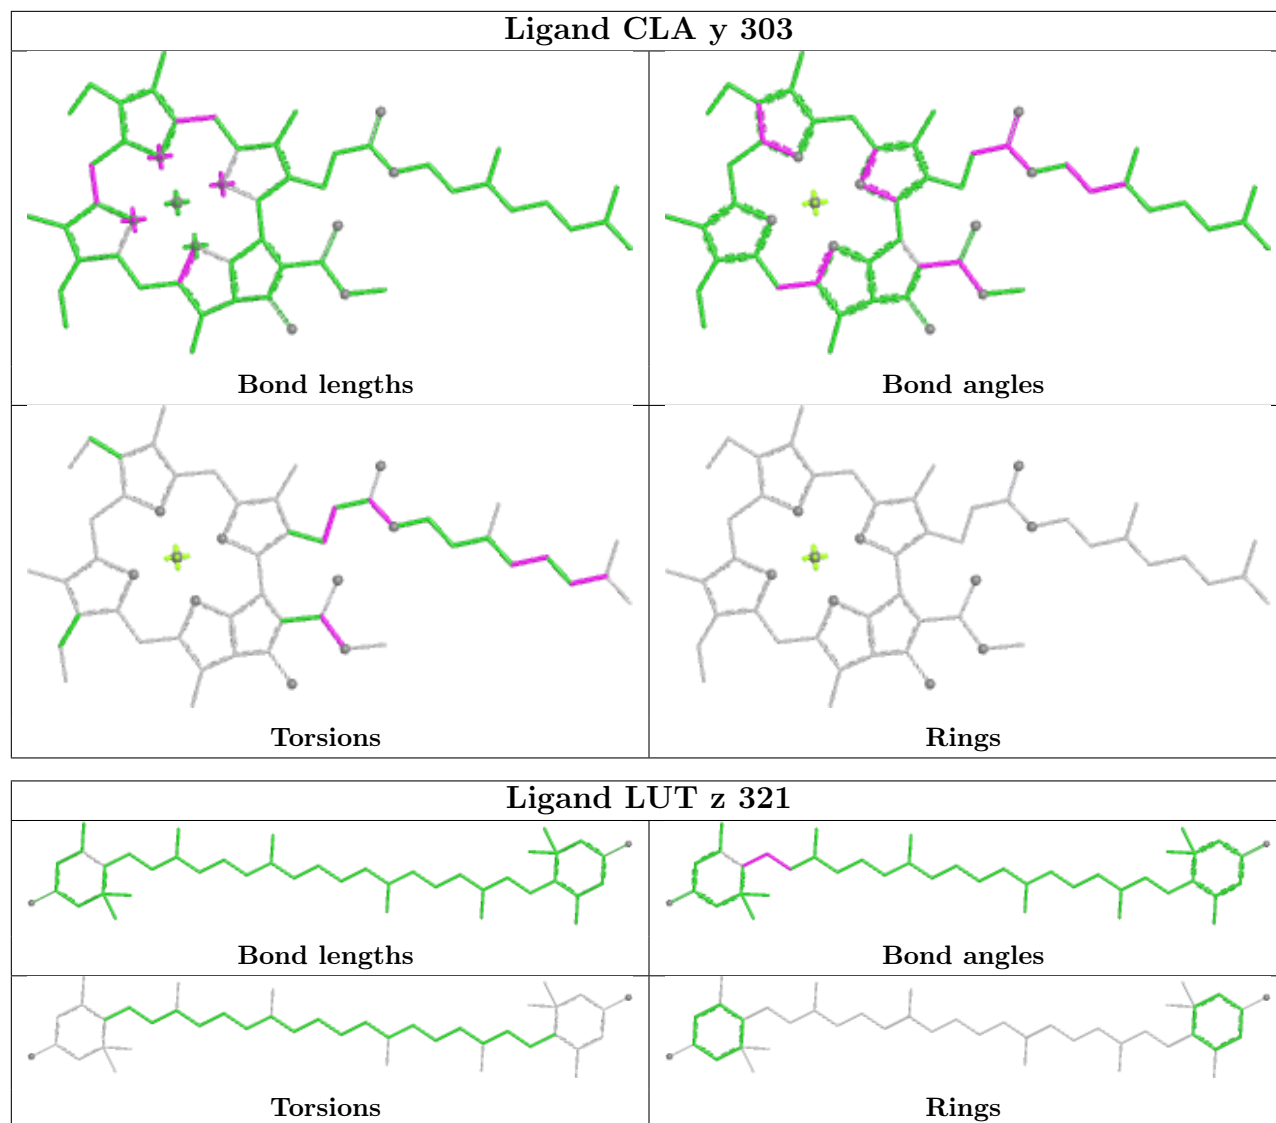 Ligand CLA y 303
Bond lengths
Bond angles
Torsions
Rings
Ligand LUT z 321
Bond lengths
Bond angles
Torsions
Rings